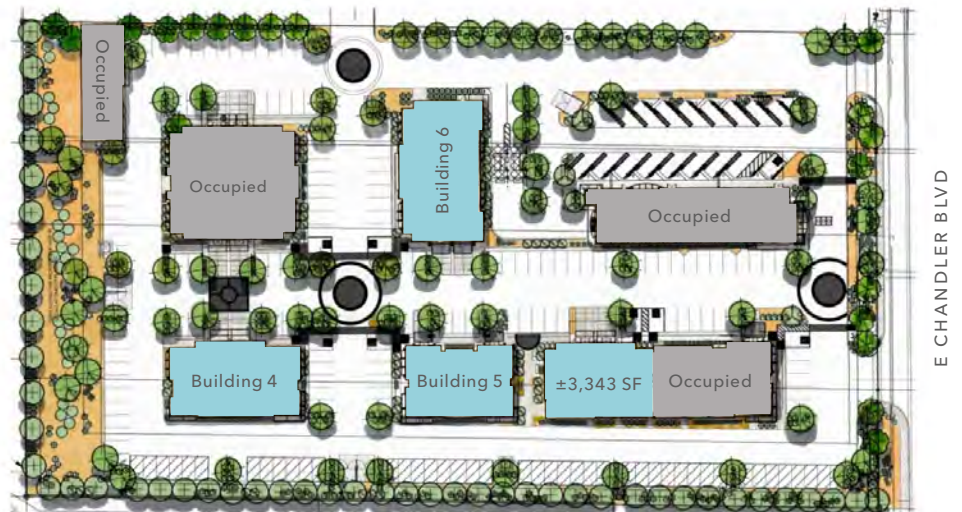 Occupied
Building 6
Occupied
Occupied
E CHANDLER BLVD
Building 4
Building 5
±3,343 SF
Occupied